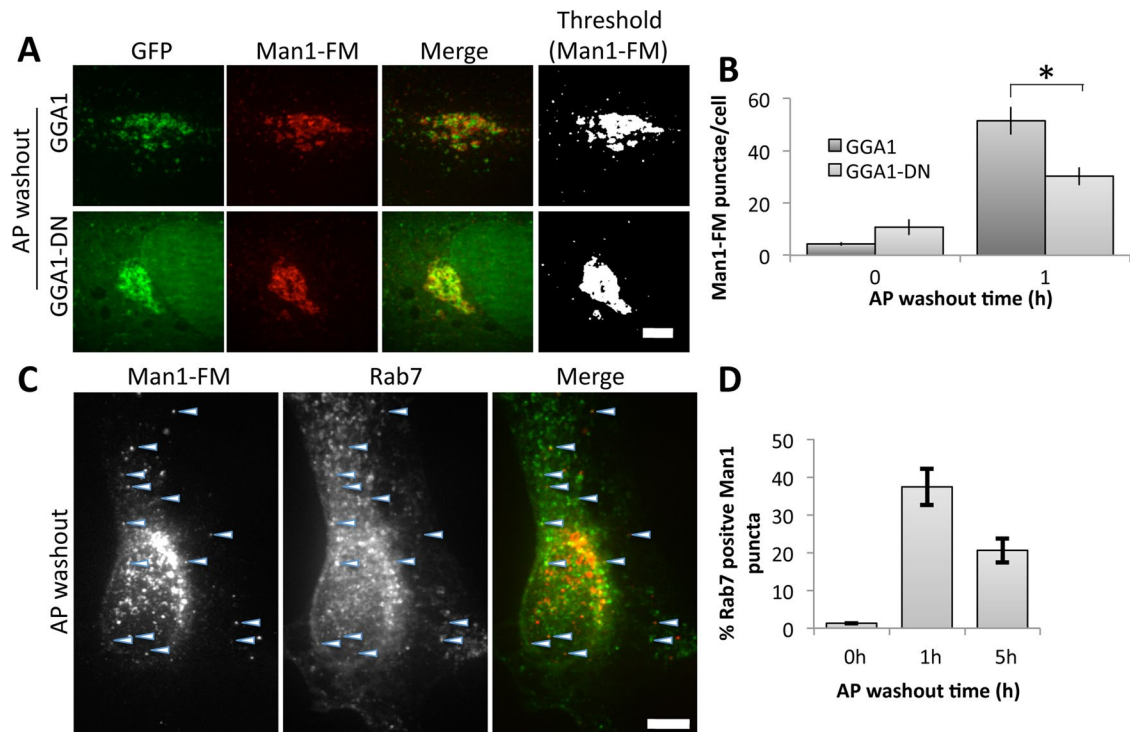 A
GFP
Man1-FM
Merge
Threshold
(Man1-FM)
AP washout
GGA1
GGA1-DN
B
Man1-FM punctae/cell
60
40
20
0
*
GGA1
GGA1-DN
0
1
AP washout time (h)
C
Man1-FM
Rab7
Merge
AP washout
D
% Rab7 positve Man1
puncta
50
40
30
20
10
0
0h
1h
5h
AP washout time (h)